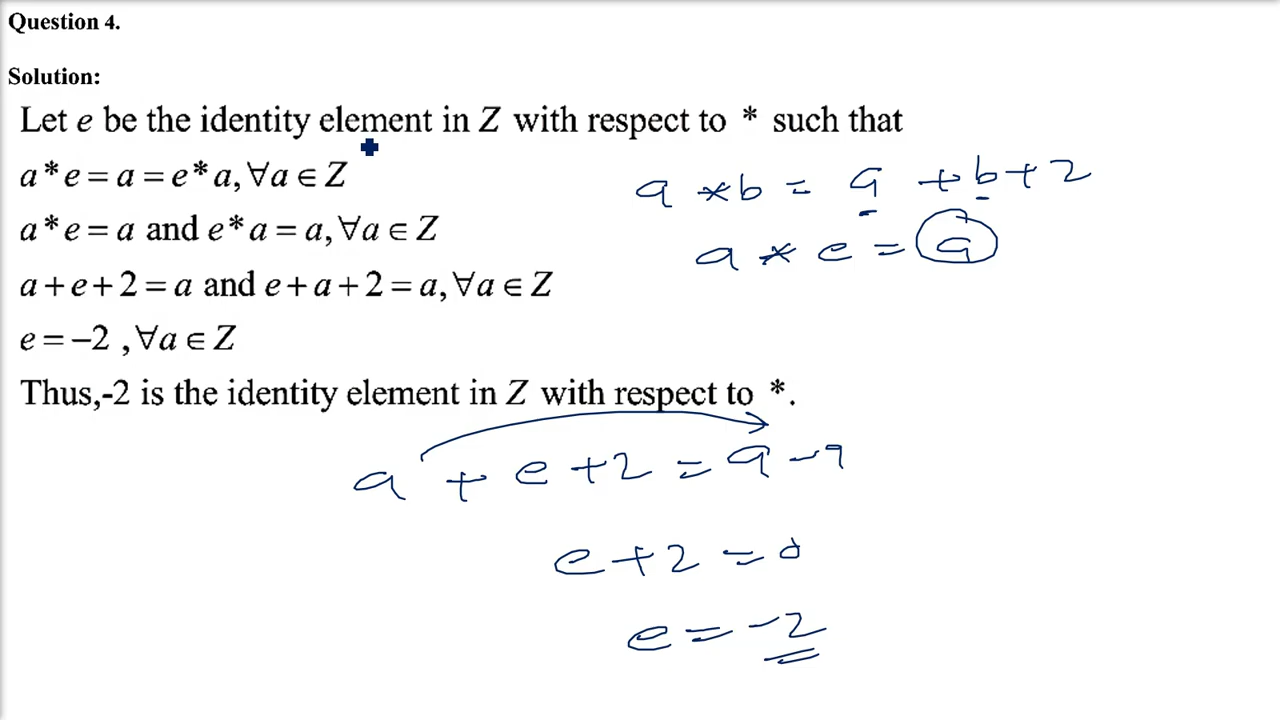 Question 4.
Solution:
Let e be the identity element in Z with respect to * such that
a*e=a=e*a,∀a∈Z
a*b = a + b+2
a*e=a and e*a=a,∀a∈Z
a * e = a
a+e+2=a and e+a+2=a,∀a∈Z
e=−2 ,∀a∈Z
Thus,-2 is the identity element in Z with respect to *.
a + e+2 = a −a
e+2 = 0
e = −2